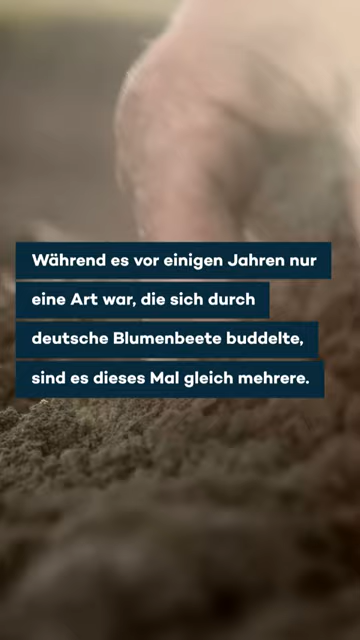 Während es vor einigen Jahren nur
eine Art war, die sich durch
deutsche Blumenbeete buddelte,
sind es dieses Mal gleich mehrere.